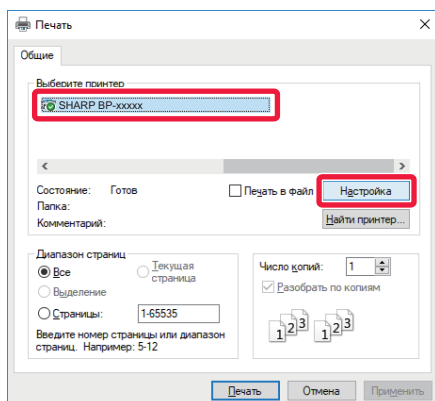 Печать
Общие
Выберите принтер
SHARP BP-xxxxx
Состояние: Готов
Папка:
Комментарий:
Печать в файл
Настройка
Найти принтер...
Диапазон страниц
Все
Текущая
страница
Выделение
Страницы: 1-65535
Введите номер страницы или диапазон
страниц. Например: 5-12
Число копий: 1
Разобрать по копиям
1 2 3 1 2 3
Печать Отмена Применить